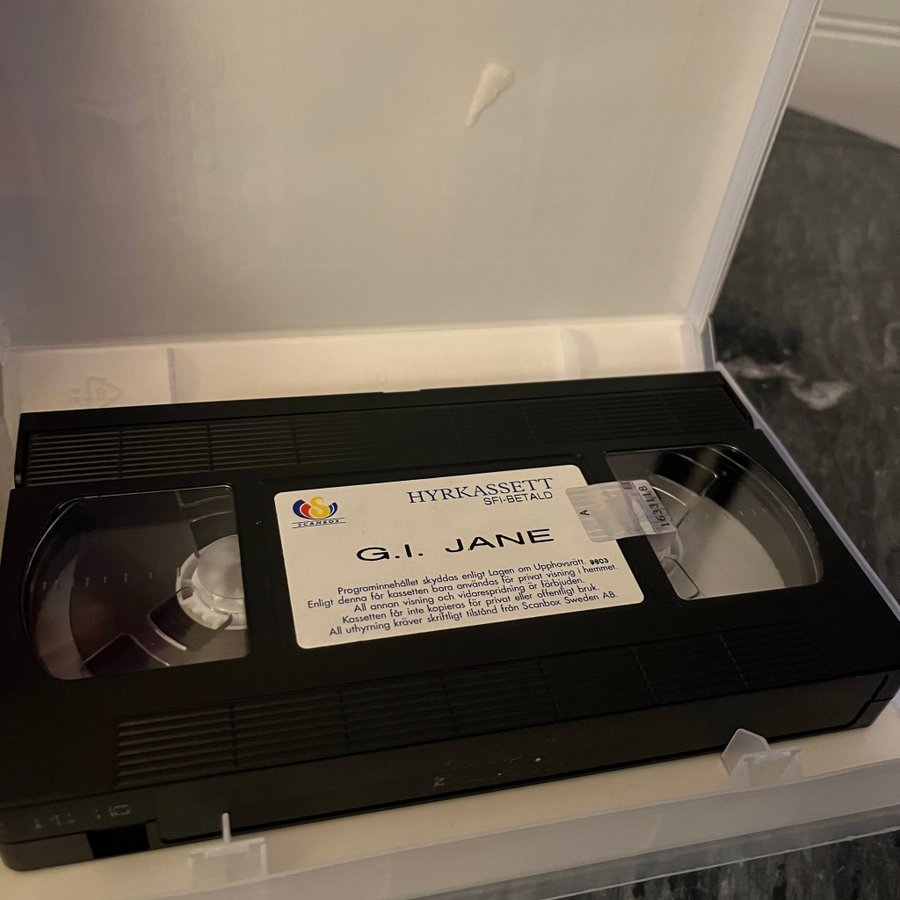 SCANBOX
HYRKASSETT
SFI-BETALD
A
1633118
G.I. JANE
Programinnehållet skyddas enligt Lagen om Upphovsrätt. 9803
Enligt denna får kassetten bara användas för privat visning i hemmet.
All annan visning och vidarespridning är förbjuden.
Kassetten får inte kopieras för privat eller offentligt bruk.
All uthyrning kräver skriftligt tilstånd från Scanbox Sweden AB.